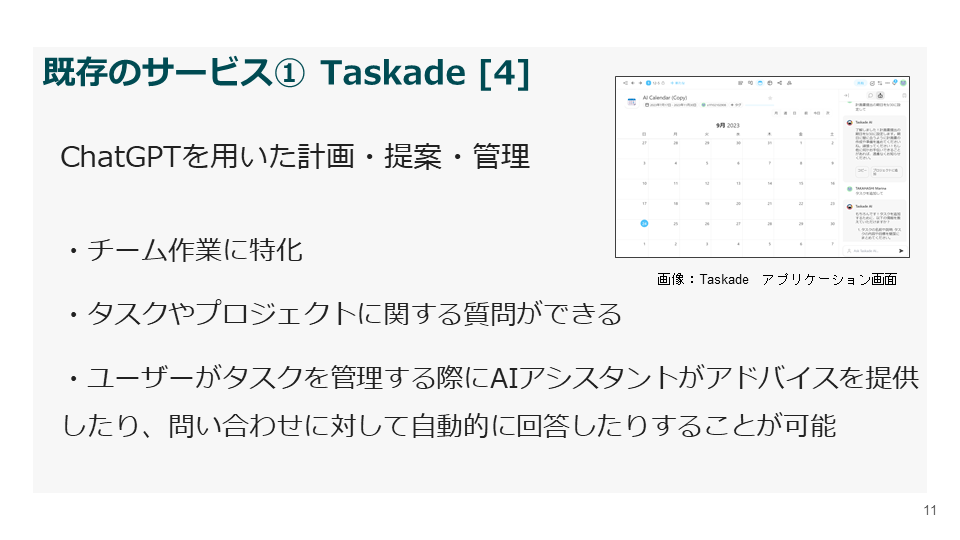 既存のサービス① Taskade [4]
ChatGPTを用いた計画・提案・管理
・チーム作業に特化
・タスクやプロジェクトに関する質問ができる
・ユーザーがタスクを管理する際にAIアシスタントがアドバイスを提供
したり、問い合わせに対して自動的に回答したりすることが可能
AI Calendar (Copy)
9月 2023
日 月 火 水 木 金 土
27 28 29 30 31 1 2
3 4 5 6 7 8 9
10 11 12 13 14 15 16
17 18 19 20 21 22 23
24 25 26 27 28 29 30
1 2 3 4 5 6 7
Taskade AI
Taskade AI
画像：Taskade　アプリケーション画面
11